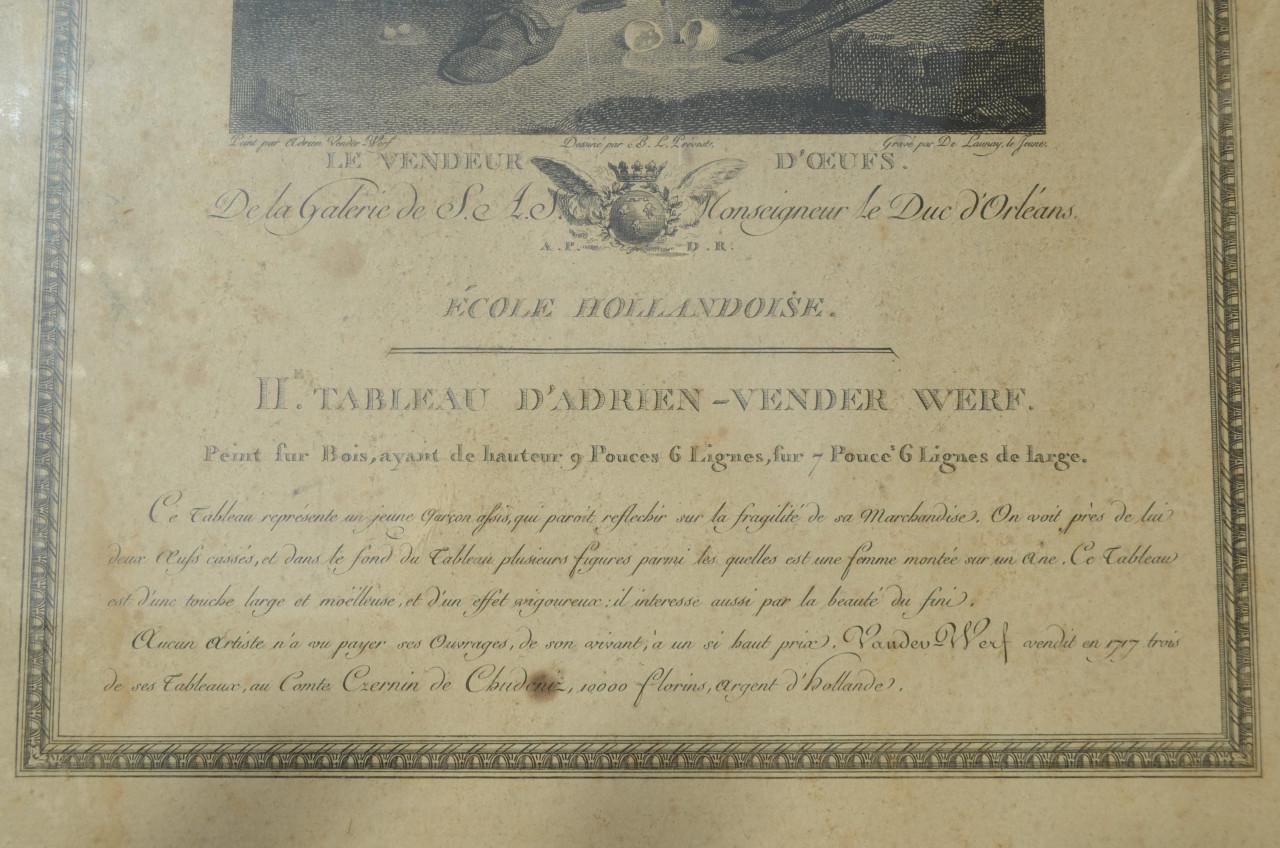 Peint par Adrien Vender Werf Dessiné par A. B. L. Prévost. Gravé par De Launay, le Jeune.
LE VENDEUR D'ŒUFS.
De la Galerie de S. A. S. Monseigneur le Duc d'Orléans.
A. P. D. R.
ÉCOLE HOLLANDOISE.
IIE. TABLEAU D'ADRIEN-VENDER WERF.
Peint sur Bois, ayant de hauteur 9 Pouces 6 Lignes, sur 7 Pouces 6 Lignes de large.
Ce Tableau représente un jeune Garçon assis, qui paroit reflechir sur la fragilité de sa Marchandise. On voit près de lui
deux Œufs cassés, et dans le fond du Tableau plusieurs figures parmi les quelles est une femme montée sur un Ane. Ce Tableau
est d'une touche large et moëlleuse, et d'un effet vigoureux; il interesse aussi par la beauté du fini.
Aucun Artiste n'a vu payer ses Ouvrages, de son vivant, à un si haut prix. Vander Werf vendit en 1717 trois
de ses Tableaux, au Comte Czernin de Chudeniz, 10000 florins, Argent d'hollande.